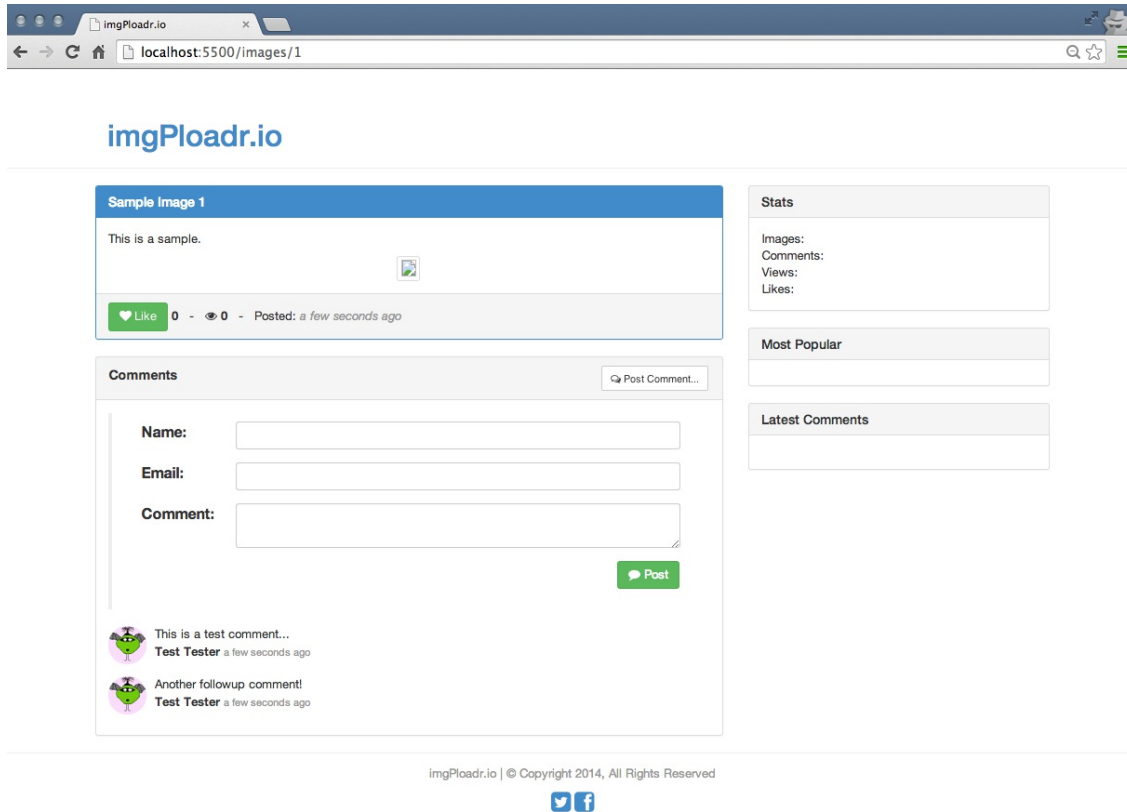 imgPloadr.io
localhost:5500/images/1
imgPloadr.io
Sample Image 1
This is a sample.
Like 0 - 0 - Posted: a few seconds ago
Comments
Post Comment...
Name:
Email:
Comment:
Post
This is a test comment...
Test Tester a few seconds ago
Another followup comment!
Test Tester a few seconds ago
Stats
Images:
Comments:
Views:
Likes:
Most Popular
Latest Comments
imgPloadr.io | © Copyright 2014, All Rights Reserved